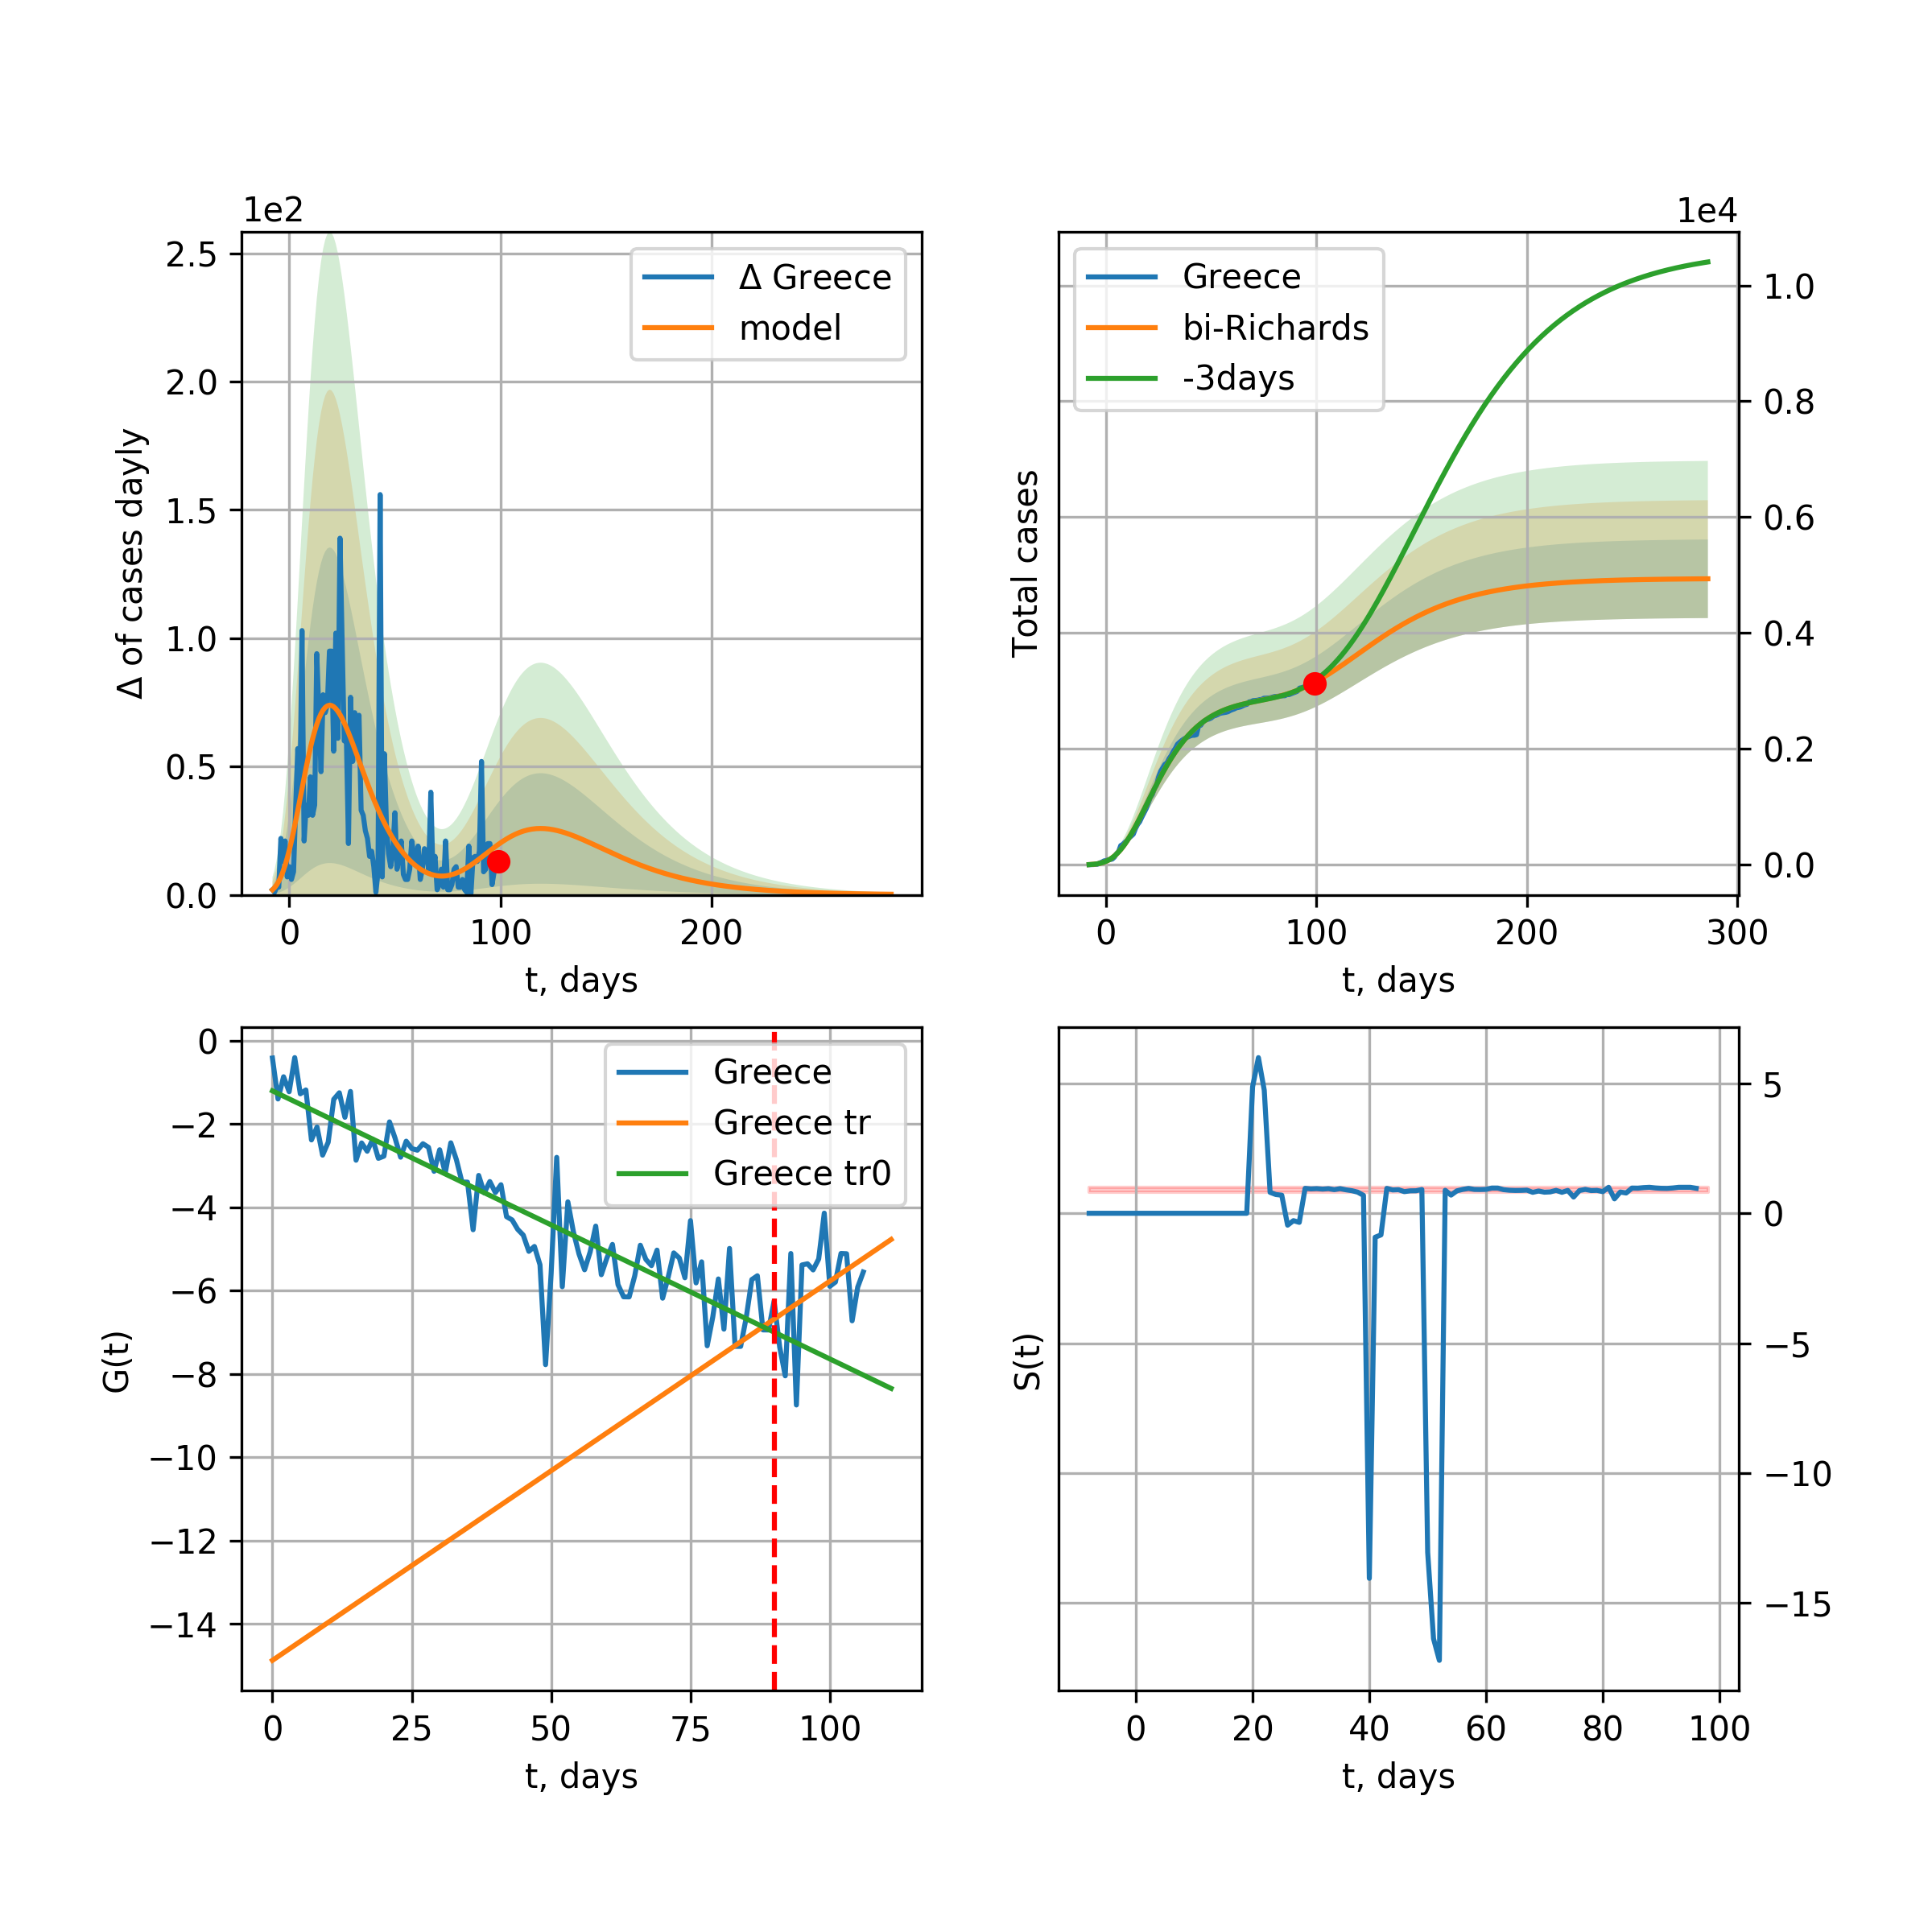 1e2
2.5
2.0
1.5
1.0
0.5
0.0
Δ of cases dayly
Δ Greece
model
0 100 200
t, days
1e4
Greece
bi-Richards
-3days
Total cases
1.0
0.8
0.6
0.4
0.2
0.0
0 100 200 300
t, days
0
−2
−4
−6
−8
−10
−12
−14
G(t)
Greece
Greece tr
Greece tr0
0 25 50 75 100
t, days
S(t)
5
0
−5
−10
−15
0 20 40 60 80 100
t, days